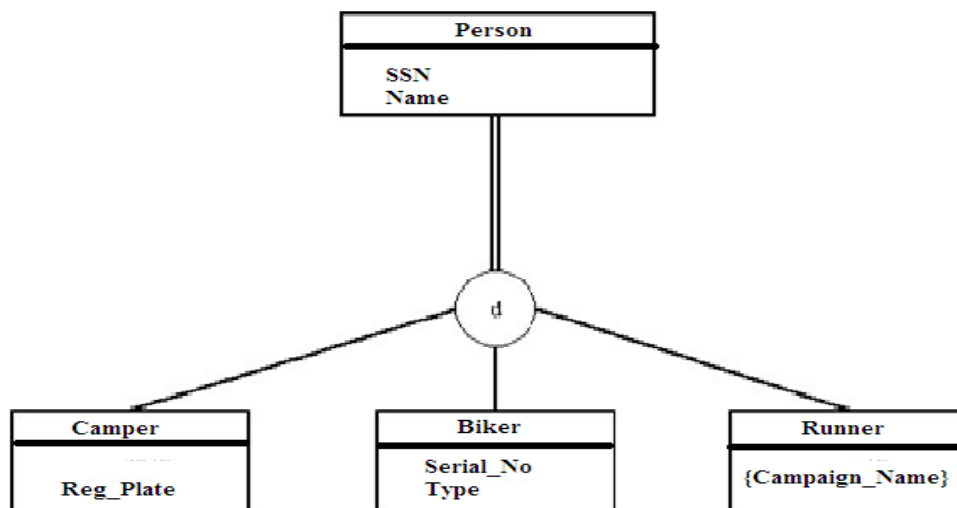 Person
SSN
Name
d
Camper
Reg_Plate
Biker
Serial_No
Type
Runner
{Campaign_Name}